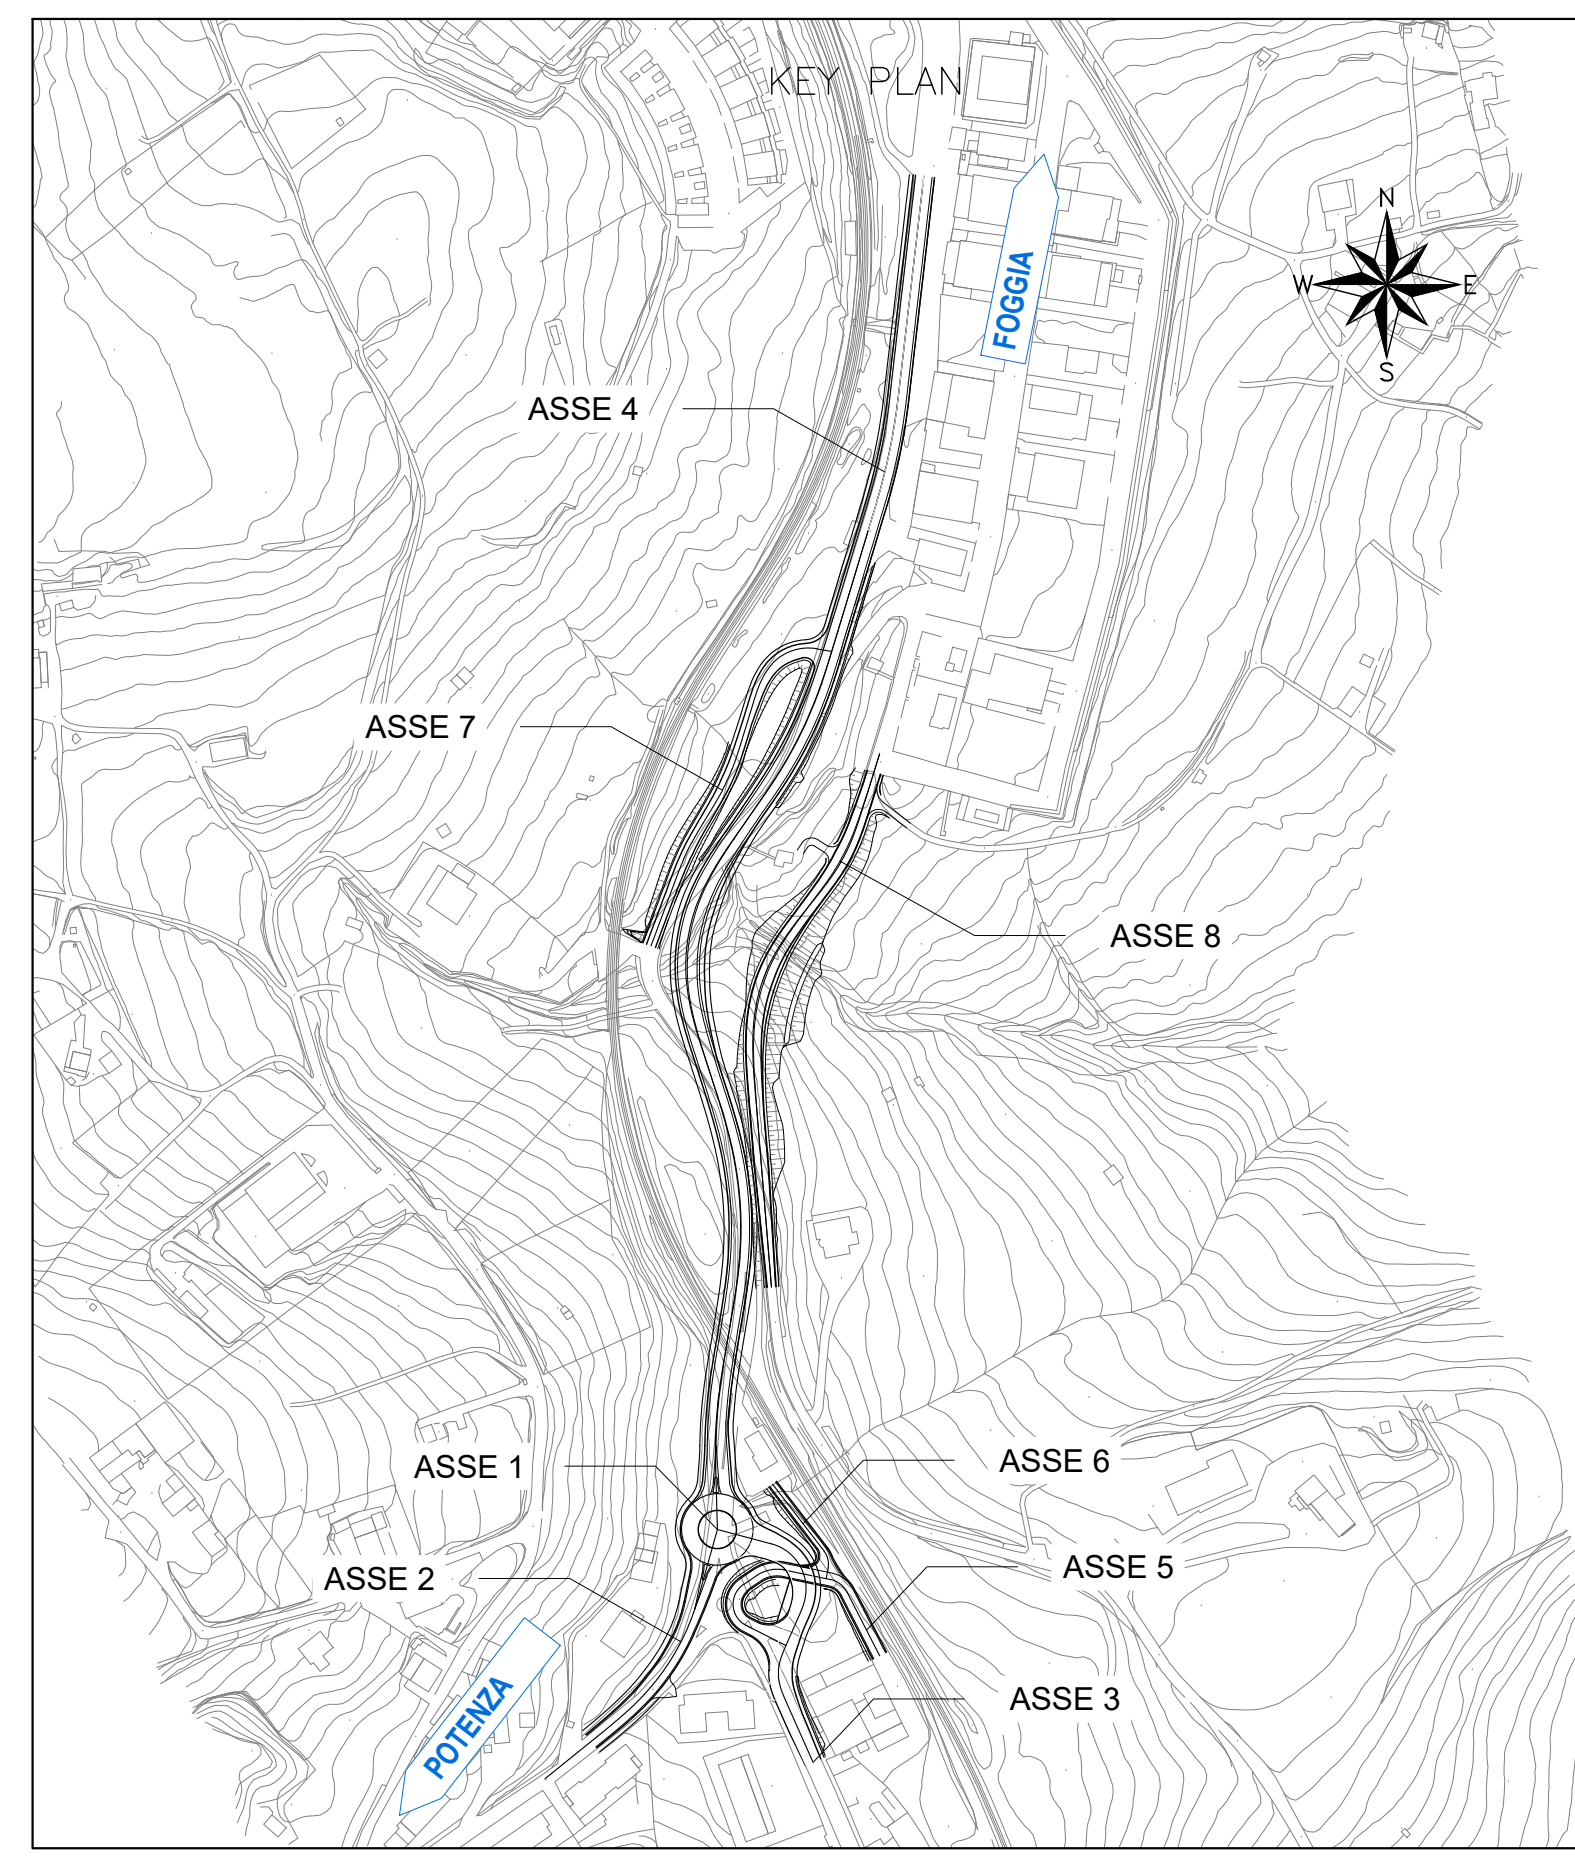 KEY PLAN
N
FOGGIA
W
E
S
ASSE 4
ASSE 7
ASSE 8
ASSE 1
ASSE 6
ASSE 2
ASSE 5
POTENZA
ASSE 3